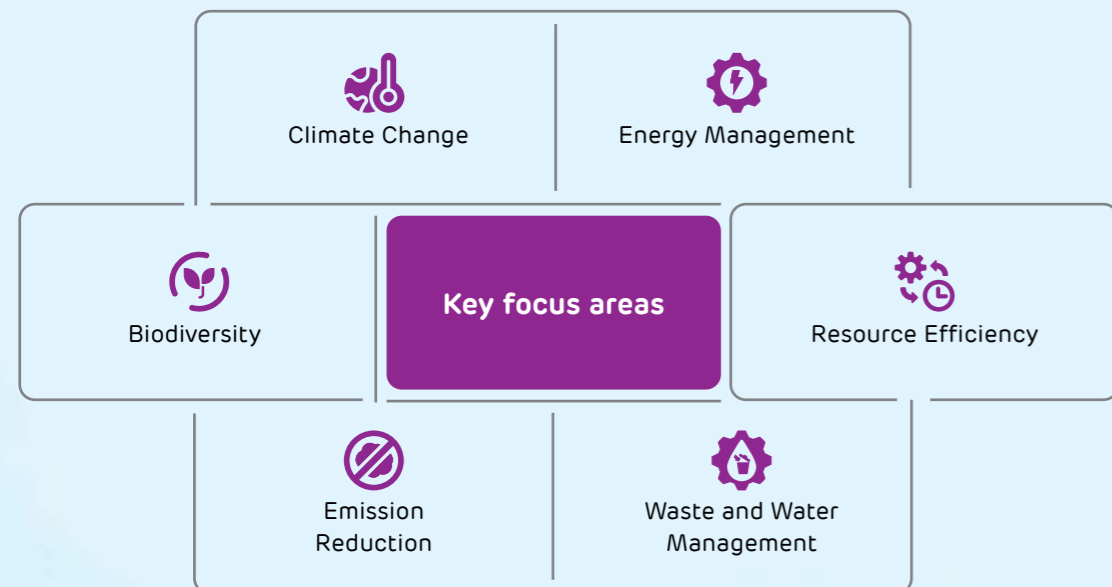 Climate Change
Energy Management
Biodiversity
Key focus areas
Resource Efficiency
Emission
Reduction
Waste and Water
Management